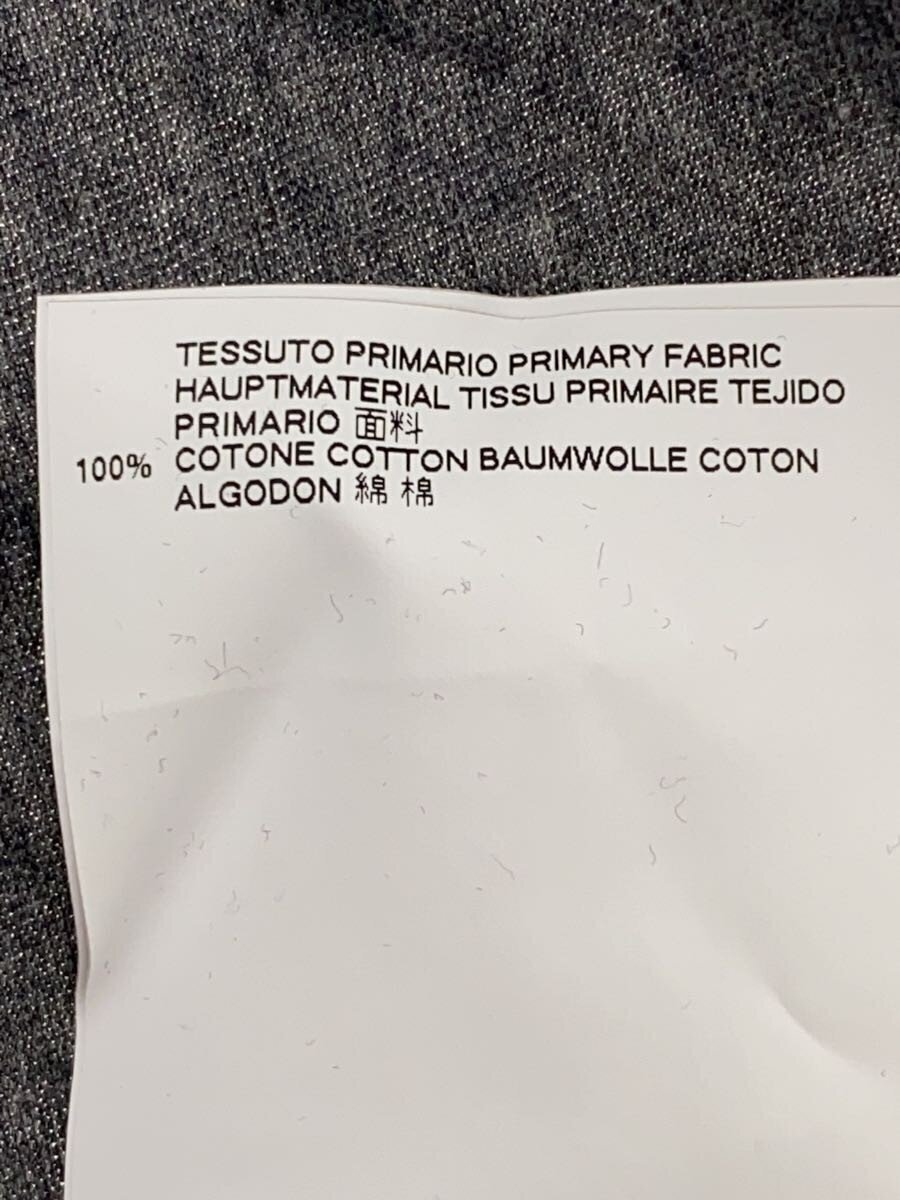 TESSUTO PRIMARIO PRIMARY FABRIC
HAUPTMATERIAL TISSU PRIMAIRE TEJIDO
PRIMARIO 面料
100% COTONE COTTON BAUMWOLLE COTON
ALGODON 綿 棉